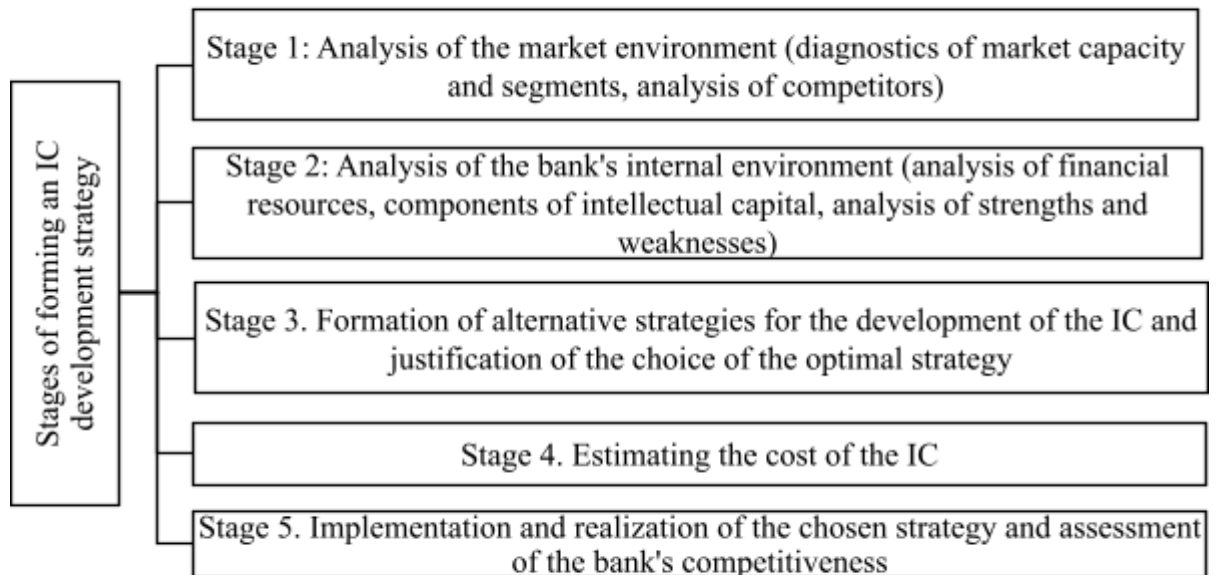 Stages of forming an IC
development strategy
Stage 1: Analysis of the market environment (diagnostics of market capacity
and segments, analysis of competitors)
Stage 2: Analysis of the bank's internal environment (analysis of financial
resources, components of intellectual capital, analysis of strengths and
weaknesses)
Stage 3. Formation of alternative strategies for the development of the IC and
justification of the choice of the optimal strategy
Stage 4. Estimating the cost of the IC
Stage 5. Implementation and realization of the chosen strategy and assessment
of the bank's competitiveness